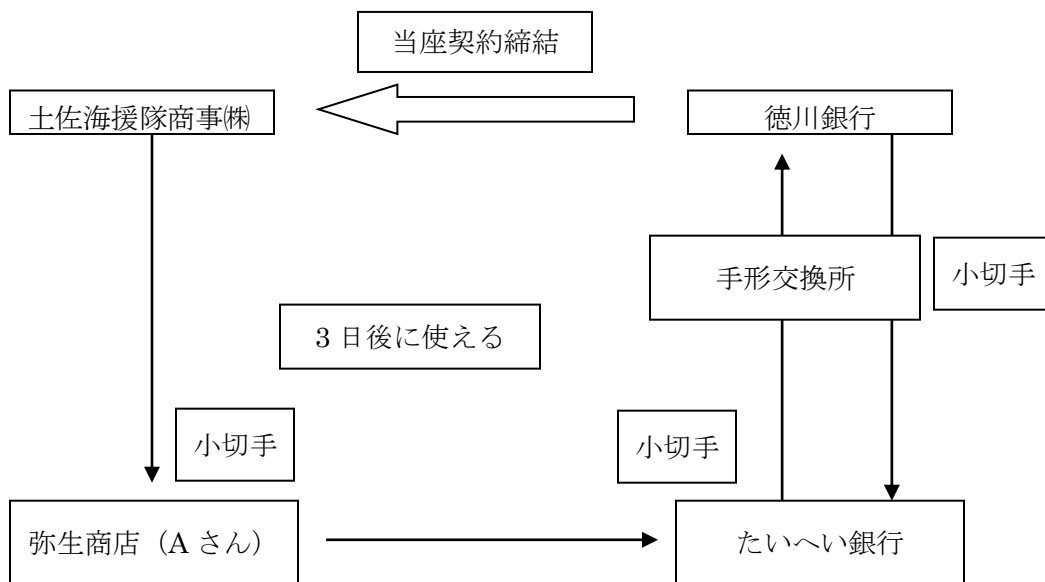 当座契約締結
土佐海援隊商事㈱
徳川銀行
手形交換所
小切手
3 日後に使える
小切手
小切手
弥生商店（A さん）
たいへい銀行